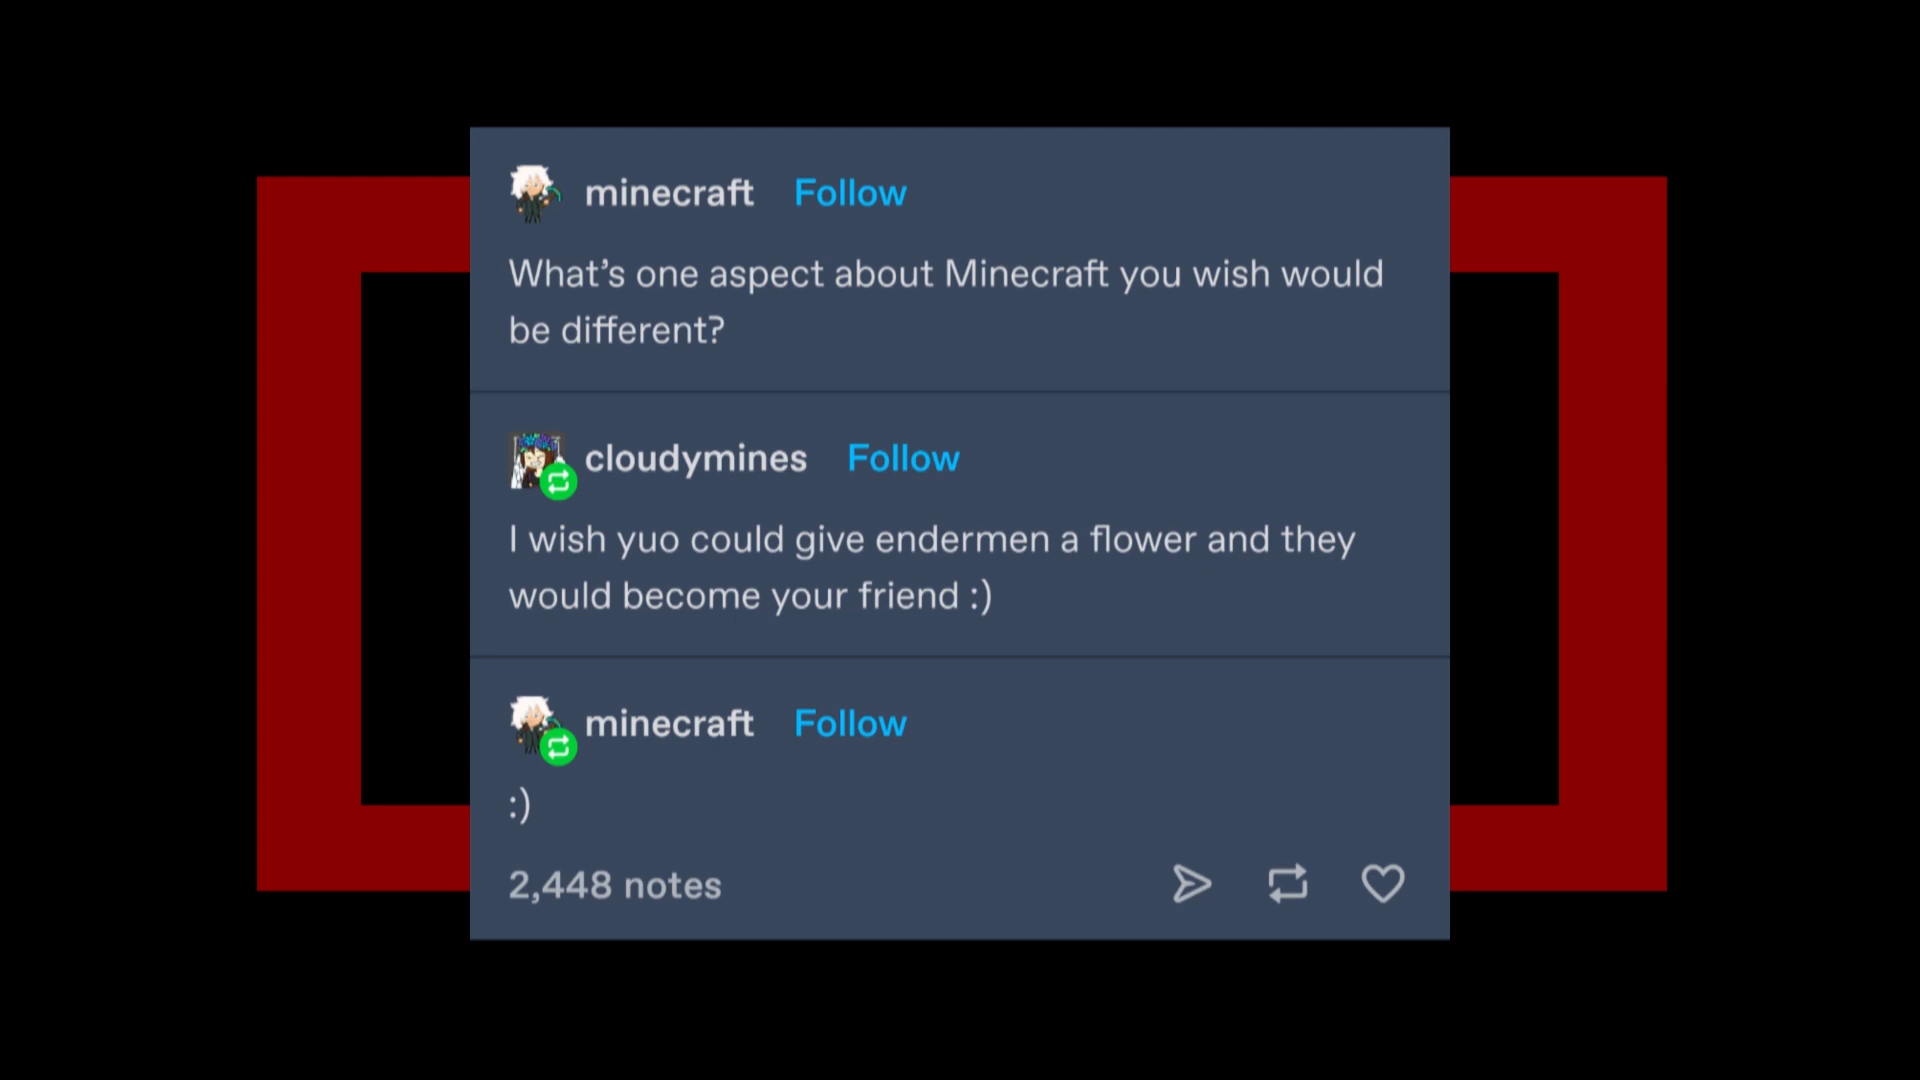 minecraft Follow
What’s one aspect about Minecraft you wish would
be different?
cloudymines Follow
I wish yuo could give endermen a flower and they
would become your friend :)
minecraft Follow
:)
2,448 notes